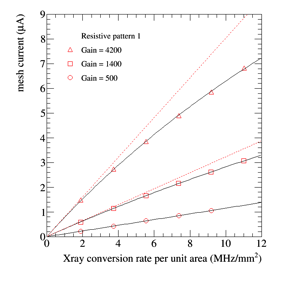 mesh current (μA)
9
8
7
6
5
4
3
2
1
0
Resistive pattern 1
Gain = 4200
Gain = 1400
Gain = 500
0 2 4 6 8 10 12
Xray conversion rate per unit area (MHz/mm²)